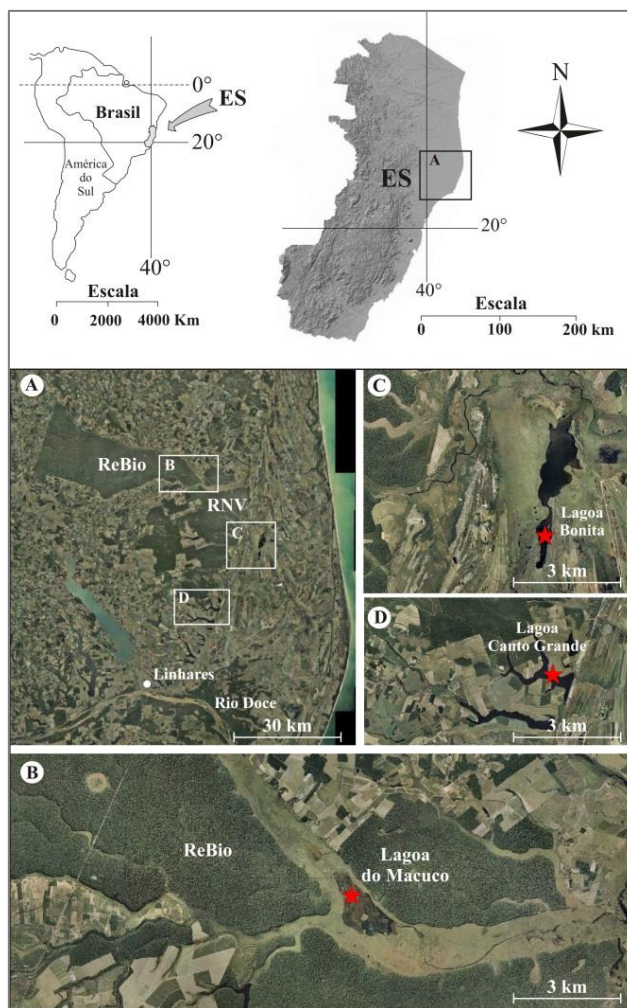 0°
ES
Brasil
20°
América
do
Sul
40°
Escala
0 2000 4000 Km
N
A
ES
20°
40°
Escala
0 100 200 km
A
ReBio
B
RNV
C
D
Linhares
Rio Doce
30 km
C
Lagoa
Bonita
3 km
D
Lagoa
Canto Grande
3 km
B
ReBio
Lagoa
do Macuco
3 km